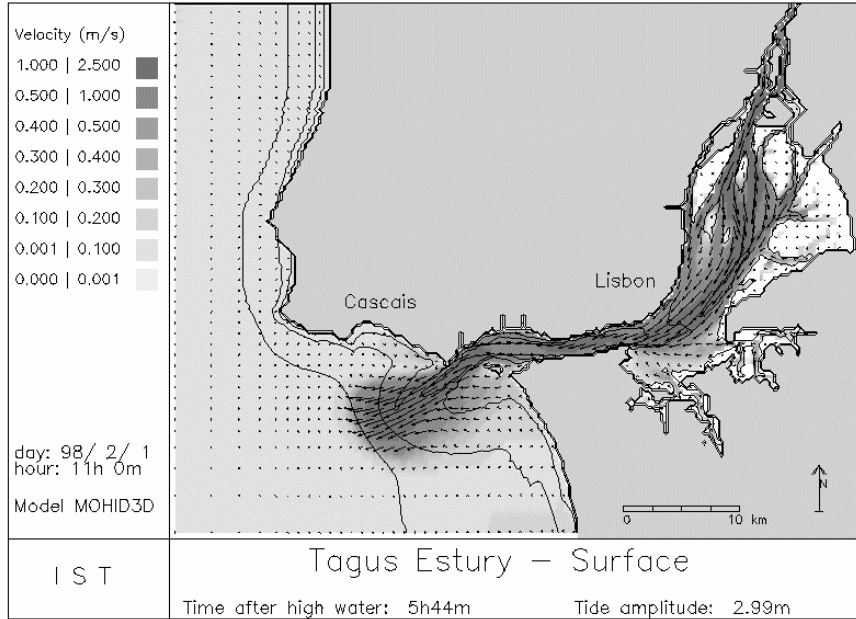 Velocity (m/s)
1.000 | 2.500
0.500 | 1.000
0.400 | 0.500
0.300 | 0.400
0.200 | 0.300
0.100 | 0.200
0.001 | 0.100
0.000 | 0.001
Lisbon
Cascais
day: 98/ 2/ 1
hour: 11h 0m
Model MOHID3D
N
0 10 km
I S T
Tagus Estury – Surface
Time after high water: 5h44m Tide amplitude: 2.99m